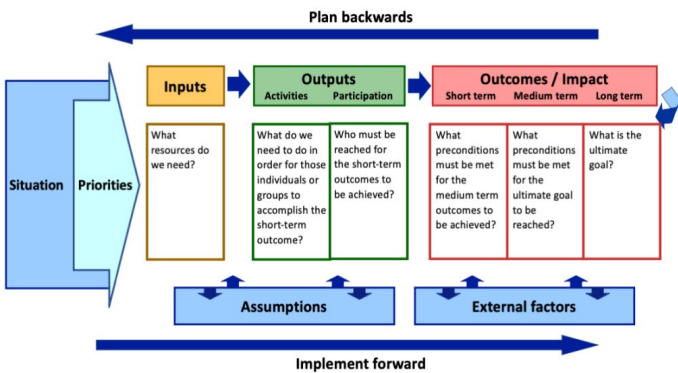 Plan backwards
Situation
Priorities
Inputs
What
resources do
we need?
Outputs
Activities Participation
What do we
need to do in
order for those
individuals or
groups to
accomplish the
short-term
outcome?
Who must be
reached for
the short-term
outcomes to
be achieved?
Outcomes / Impact
Short term Medium term Long term
What
preconditions
must be met
for the
medium term
outcomes to
be achieved?
What
preconditions
must be met
for the
ultimate goal
to be
reached?
What is the
ultimate
goal?
Assumptions
External factors
Implement forward